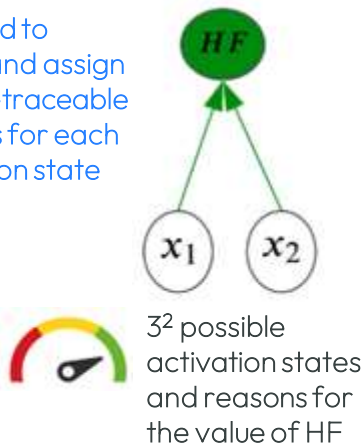 d to
nd assign
traceable
s for each
on state
HF
x₁ x₂
3² possible
activation states
and reasons for
the value of HF